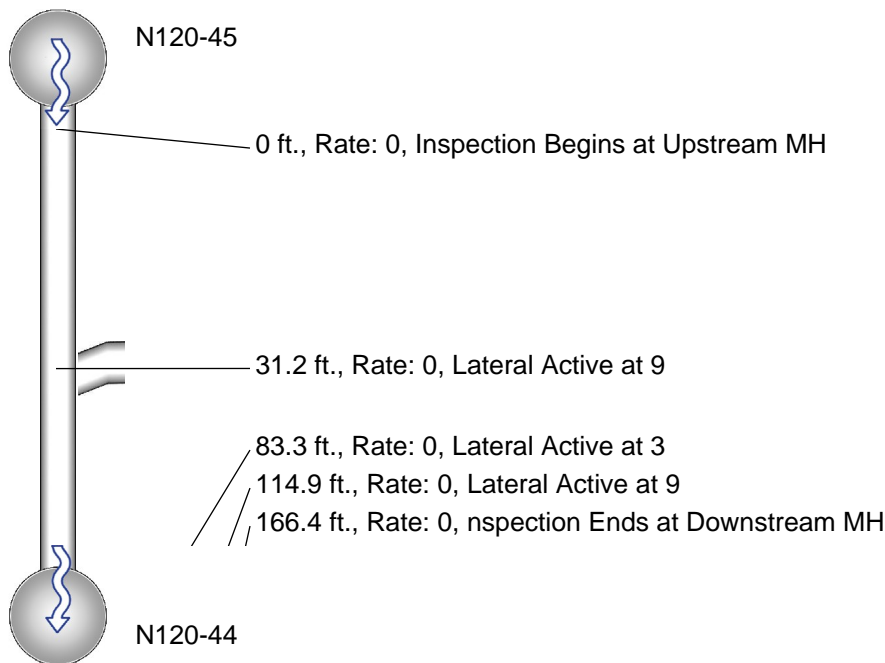 N120-45
0 ft., Rate: 0, Inspection Begins at Upstream MH
31.2 ft., Rate: 0, Lateral Active at 9
83.3 ft., Rate: 0, Lateral Active at 3
114.9 ft., Rate: 0, Lateral Active at 9
166.4 ft., Rate: 0, nspection Ends at Downstream MH
N120-44